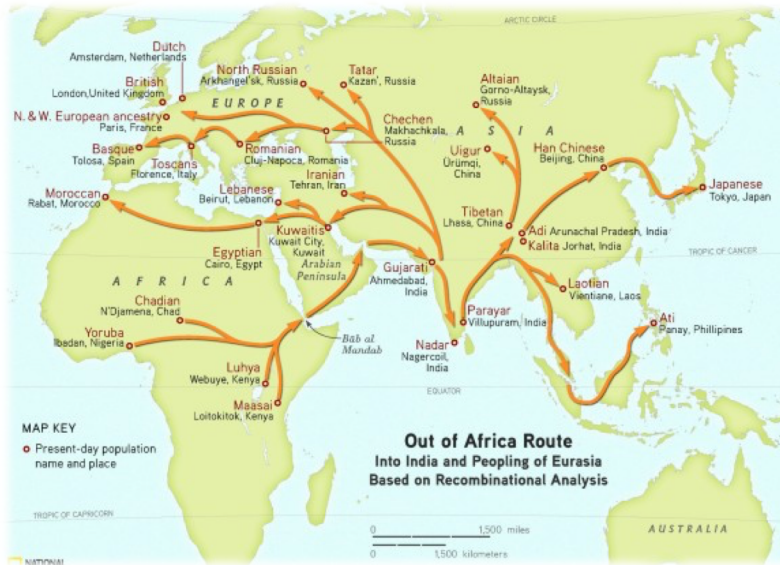 ARCTIC CIRCLE
Dutch
Amsterdam, Netherlands
British
London,United Kingdom
N. & W. European ancestry
Paris, France
EUROPE
North Russian
Arkhangel'sk, Russia
Tatar
Kazan', Russia
Altaian
Gorno-Altaysk,
Russia
Chechen
Makhachkala,
Russia
ASIA
Basque
Tolosa, Spain
Toscans
Florence, Italy
Romanian
Cluj-Napoca, Romania
Uigur
Ürümqi,
China
Han Chinese
Beijing, China
Japanese
Tokyo, Japan
Moroccan
Rabat, Morocco
Lebanese
Beirut, Lebanon
Iranian
Tehran, Iran
Tibetan
Lhasa, China
Adi Arunachal Pradesh, India
Kalita Jorhat, India
Kuwaitis
Kuwait City,
Kuwait
Egyptian
Cairo, Egypt
Arabian
Peninsula
Gujarati
Ahmedabad,
India
TROPIC OF CANCER
AFRICA
Chadian
N'Djamena, Chad
Yoruba
Ibadan, Nigeria
Bāb al
Mandab
Parayar
Villupuram, India
Nadar
Nagercoil,
India
Laotian
Vientiane, Laos
Ati
Panay, Phillipines
Luhya
Webuye, Kenya
Maasai
Loitokitok, Kenya
EQUATOR
MAP KEY
Present-day population
name and place
Out of Africa Route
Into India and Peopling of Eurasia
Based on Recombinational Analysis
TROPIC OF CAPRICORN
0 1,500 miles
0 1,500 kilometers
AUSTRALIA
NATIONAL